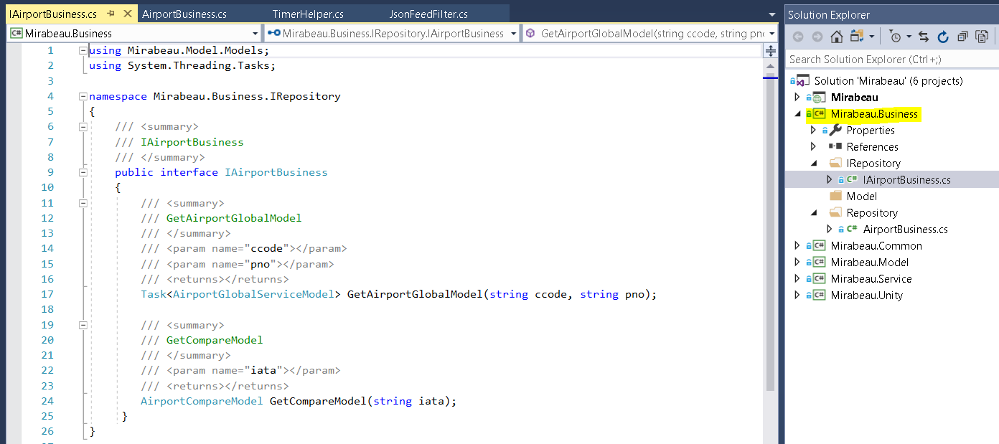 IAirportBusiness.cs AirportBusiness.cs TimerHelper.cs JsonFeedFilter.cs
Mirabeau.Business Mirabeau.Business.IRepository.IAirportBusiness GetAirportGlobalModel(string ccode, string pno
1 using Mirabeau.Model.Models;
2 using System.Threading.Tasks;
3
4 namespace Mirabeau.Business.IRepository
5 {
6 /// <summary>
7 /// IAirportBusiness
8 /// </summary>
9 public interface IAirportBusiness
10 {
11 /// <summary>
12 /// GetAirportGlobalModel
13 /// </summary>
14 /// <param name="ccode"></param>
15 /// <param name="pno"></param>
16 /// <returns></returns>
17 Task<AirportGlobalServiceModel> GetAirportGlobalModel(string ccode, string pno);
18
19 /// <summary>
20 /// GetCompareModel
21 /// </summary>
22 /// <param name="iata"></param>
23 /// <returns></returns>
24 AirportCompareModel GetCompareModel(string iata);
25 }
26 }
Solution Explorer
Search Solution Explorer (Ctrl+;)
Solution 'Mirabeau' (6 projects)
Mirabeau
C# Mirabeau.Business
Properties
References
IRepository
C# IAirportBusiness.cs
Model
Repository
C# AirportBusiness.cs
C# Mirabeau.Common
C# Mirabeau.Model
C# Mirabeau.Service
C# Mirabeau.Unity